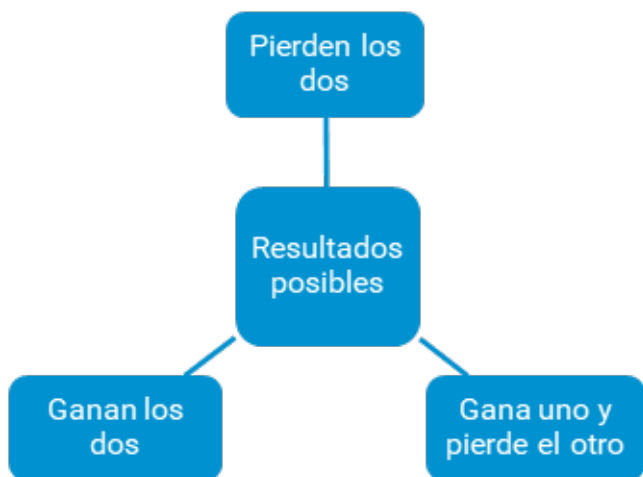 Pierden los
dos
Resultados
posibles
Ganan los
dos
Gana uno y
pierde el otro